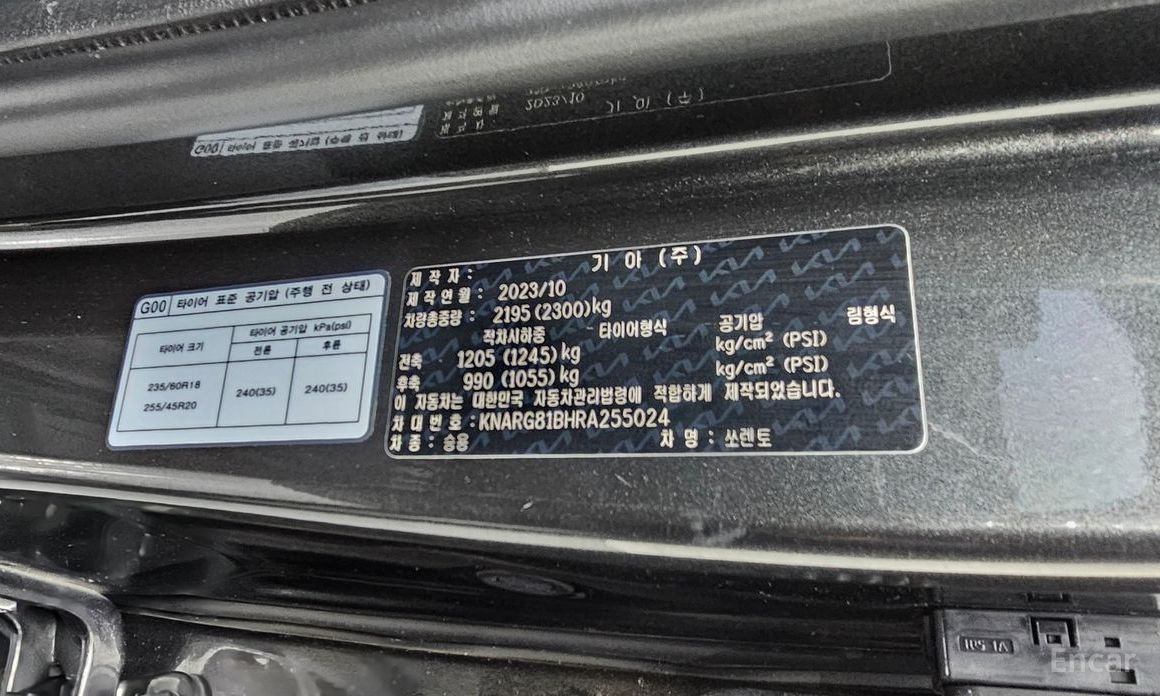 G00 타이어 표준 공기압 (주행 전 상태)
타이어 크기 타이어 공기압 kPa(psi)
전륜 후륜
235/60R18
255/45R20
240(35) 240(35)
제작자 : 기아 (주)
제작연월 : 2023/10
차량총중량 : 2195 (2300)kg
적차시하중 - 타이어형식 공기압 림형식
전축 1205 (1245)kg kg/cm² (PSI)
후축 990 (1055)kg kg/cm² (PSI)
이 자동차는 대한민국 자동차관리법령에 적합하게 제작되었습니다.
차대번호 : KNARG81BHRA255024
차종 : 승용 차명 : 쏘렌토
Encar